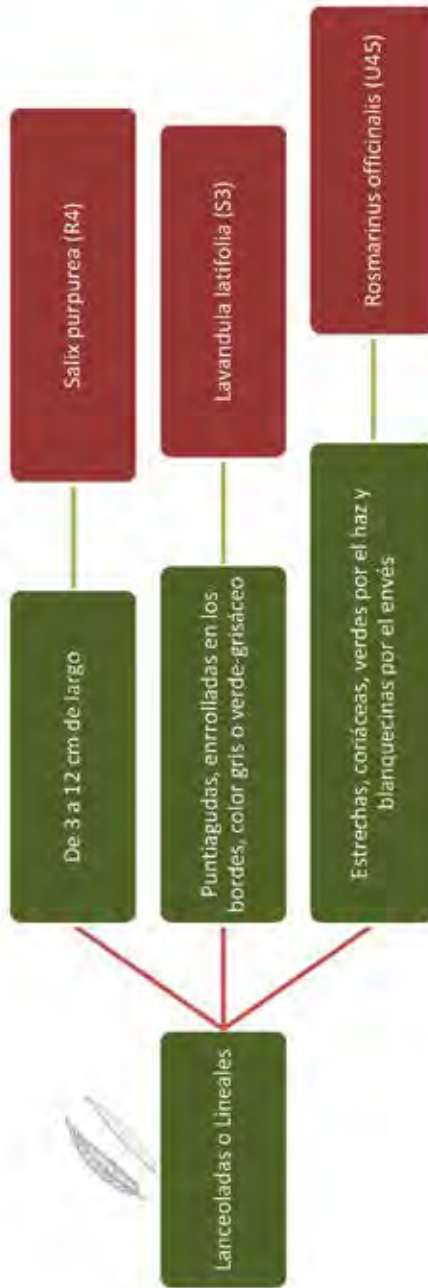 Lanceoladas o Lineales
De 3 a 12 cm de largo
Salix purpurea (R4)
Puntiagudas, enrrolladas en los
bordes, color gris o verde-grisáceo
Lavandula latifolia (S3)
Estrechas, coriáceas, verdes por el haz y
blanquecinas por el envés
Rosmarinus officinalis (U45)